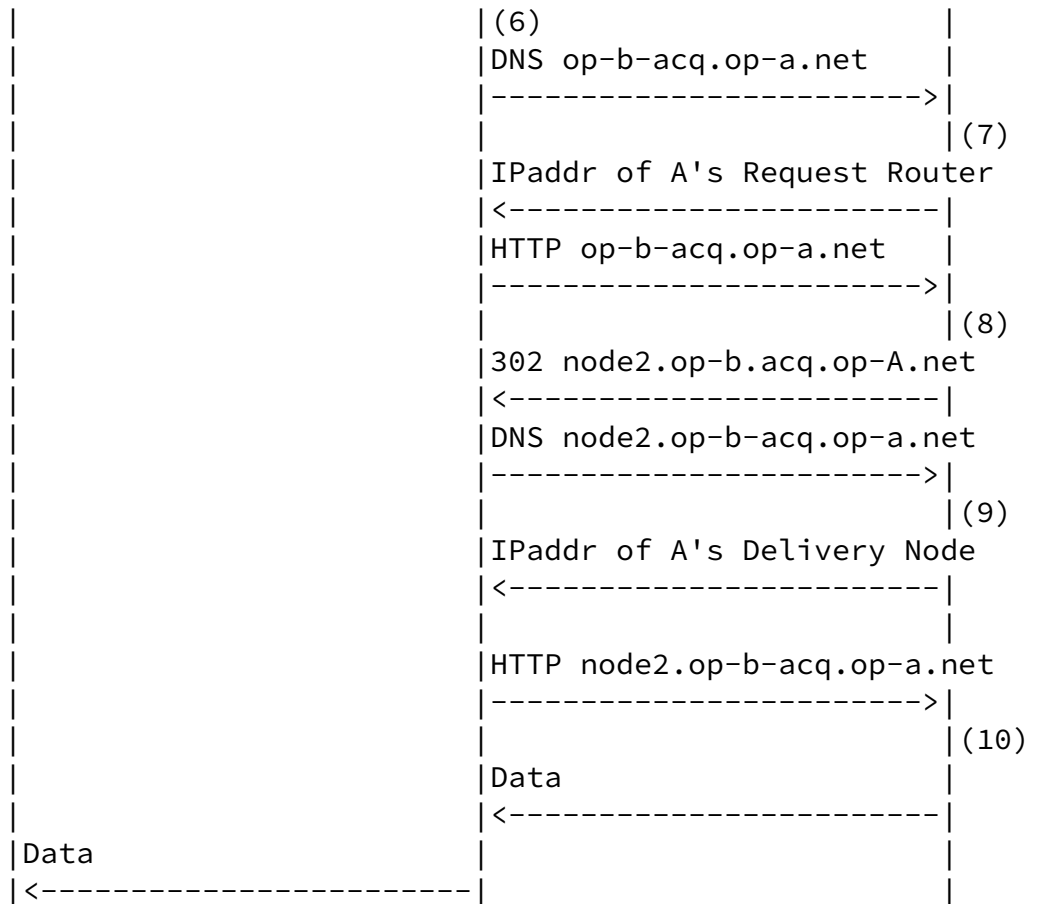 (6)
DNS op-b-acq.op-a.net
(7)
IPaddr of A's Request Router
HTTP op-b-acq.op-a.net
(8)
302 node2.op-b.acq.op-A.net
DNS node2.op-b-acq.op-a.net
(9)
IPaddr of A's Delivery Node
HTTP node2.op-b-acq.op-a.net
(10)
Data
Data